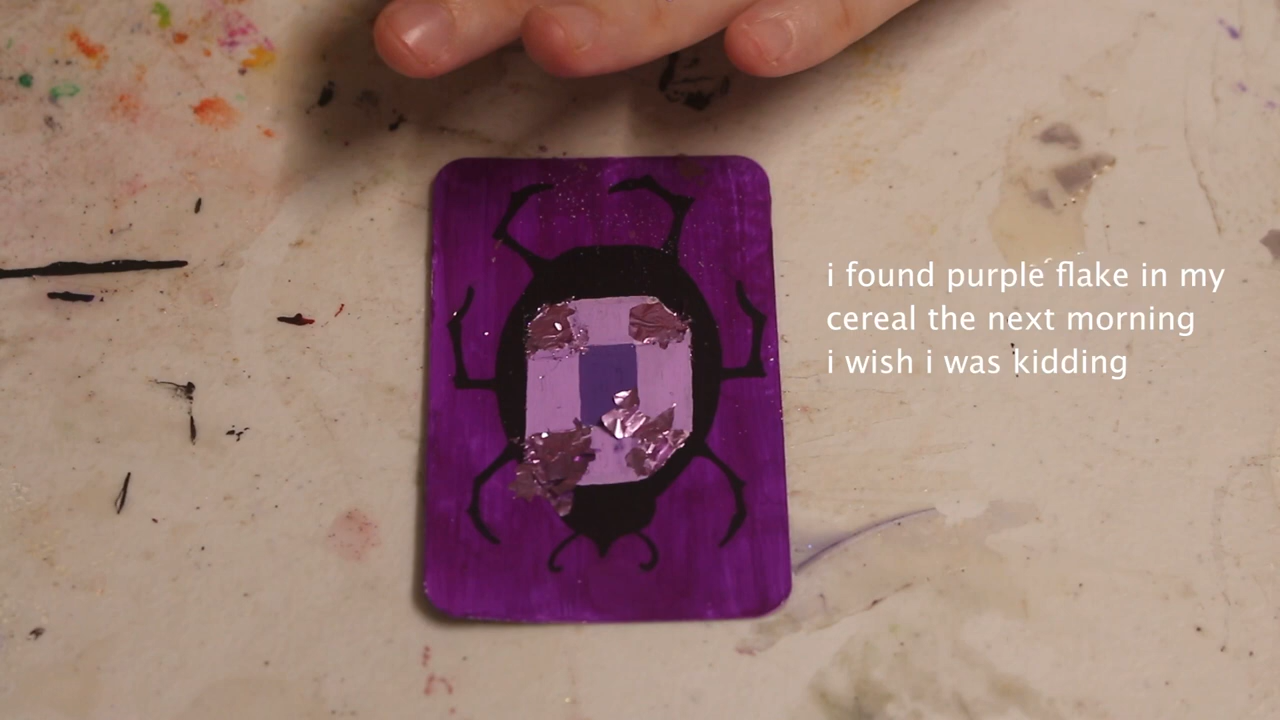 i found purple flake in my
cereal the next morning
i wish i was kidding